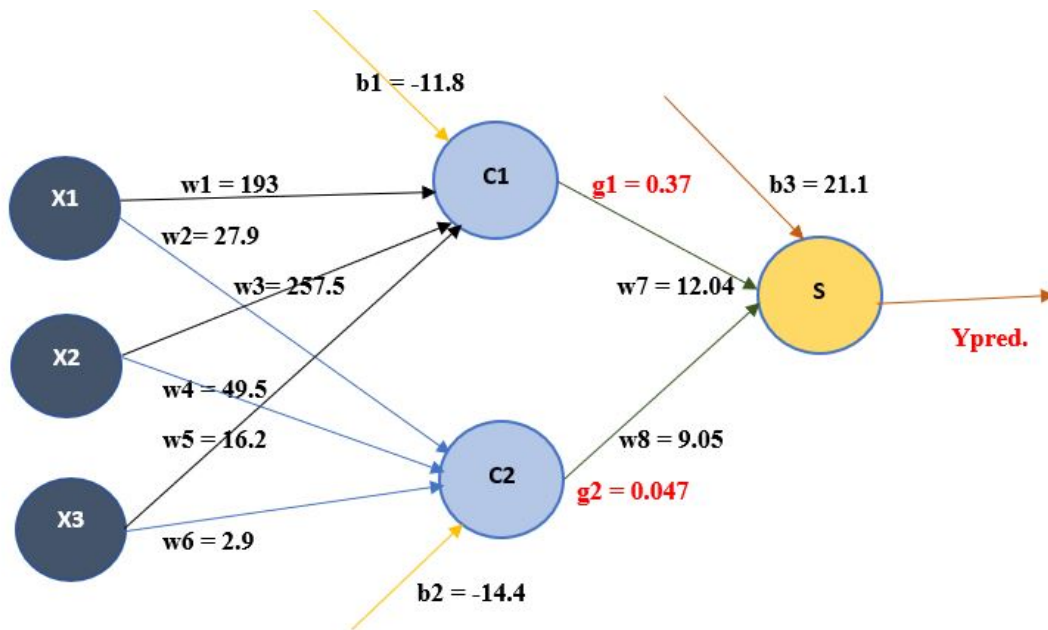 b1 = -11.8
X1
w1 = 193
C1
g1 = 0.37
b3 = 21.1
w2= 27.9
w3= 257.5
w7 = 12.04
S
X2
Ypred.
w4 = 49.5
w5 = 16.2
w8 = 9.05
C2
g2 = 0.047
X3
w6 = 2.9
b2 = -14.4